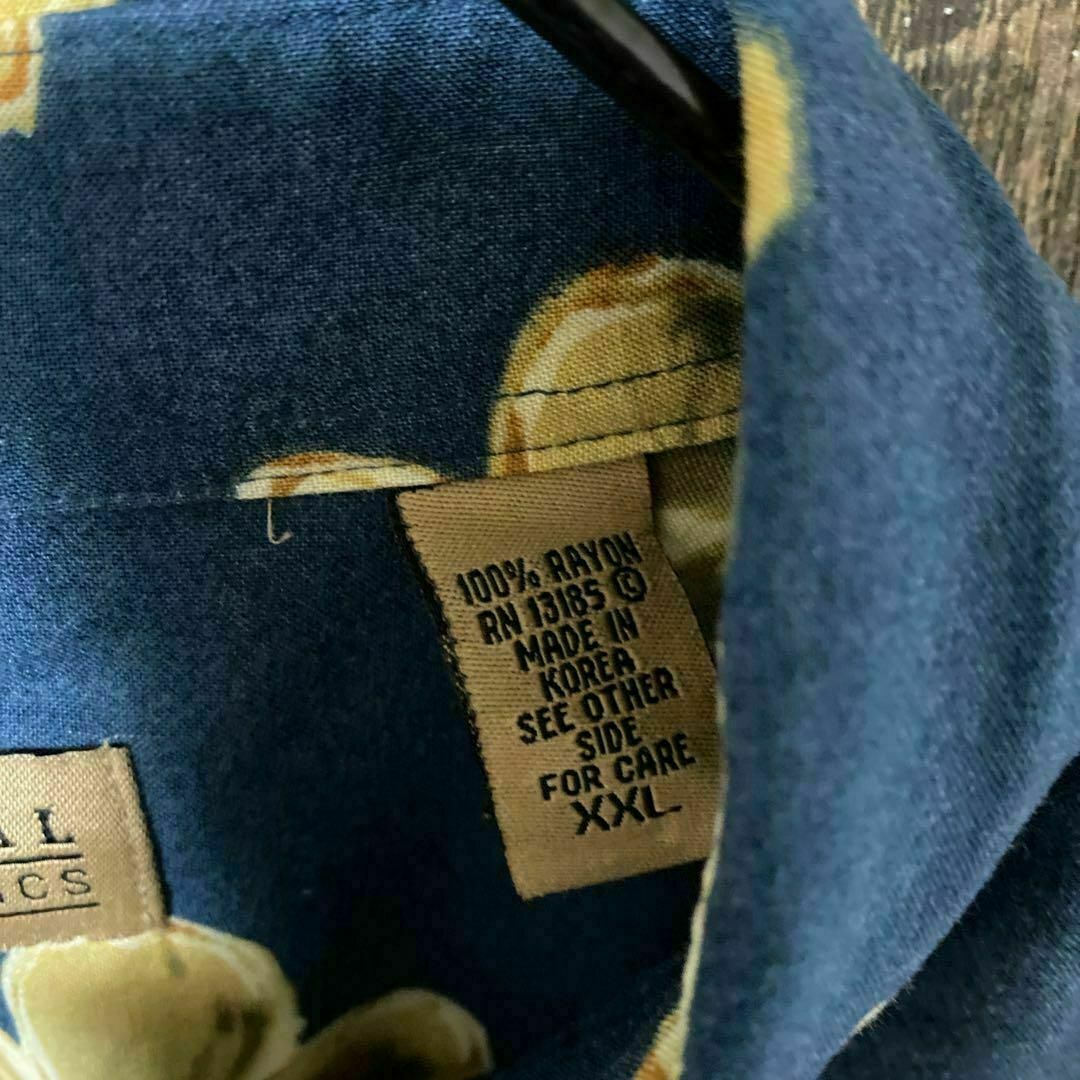 100% RAYON
RN 13185 ©
MADE IN
KOREA
SEE OTHER
SIDE
FOR CARE
XXL